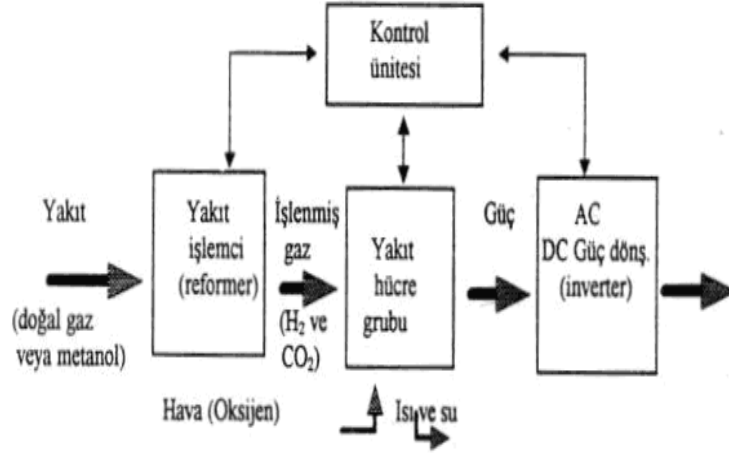 Kontrol
ünitesi
Yakıt
(doğal gaz
veya metanol)
Yakıt
işlemci
(reformer)
İşlenmiş
gaz
(H₂ ve
CO₂)
Yakıt
hücre
grubu
Güç
AC
DC Güç dönş.
(inverter)
Hava (Oksijen)
Isı ve su